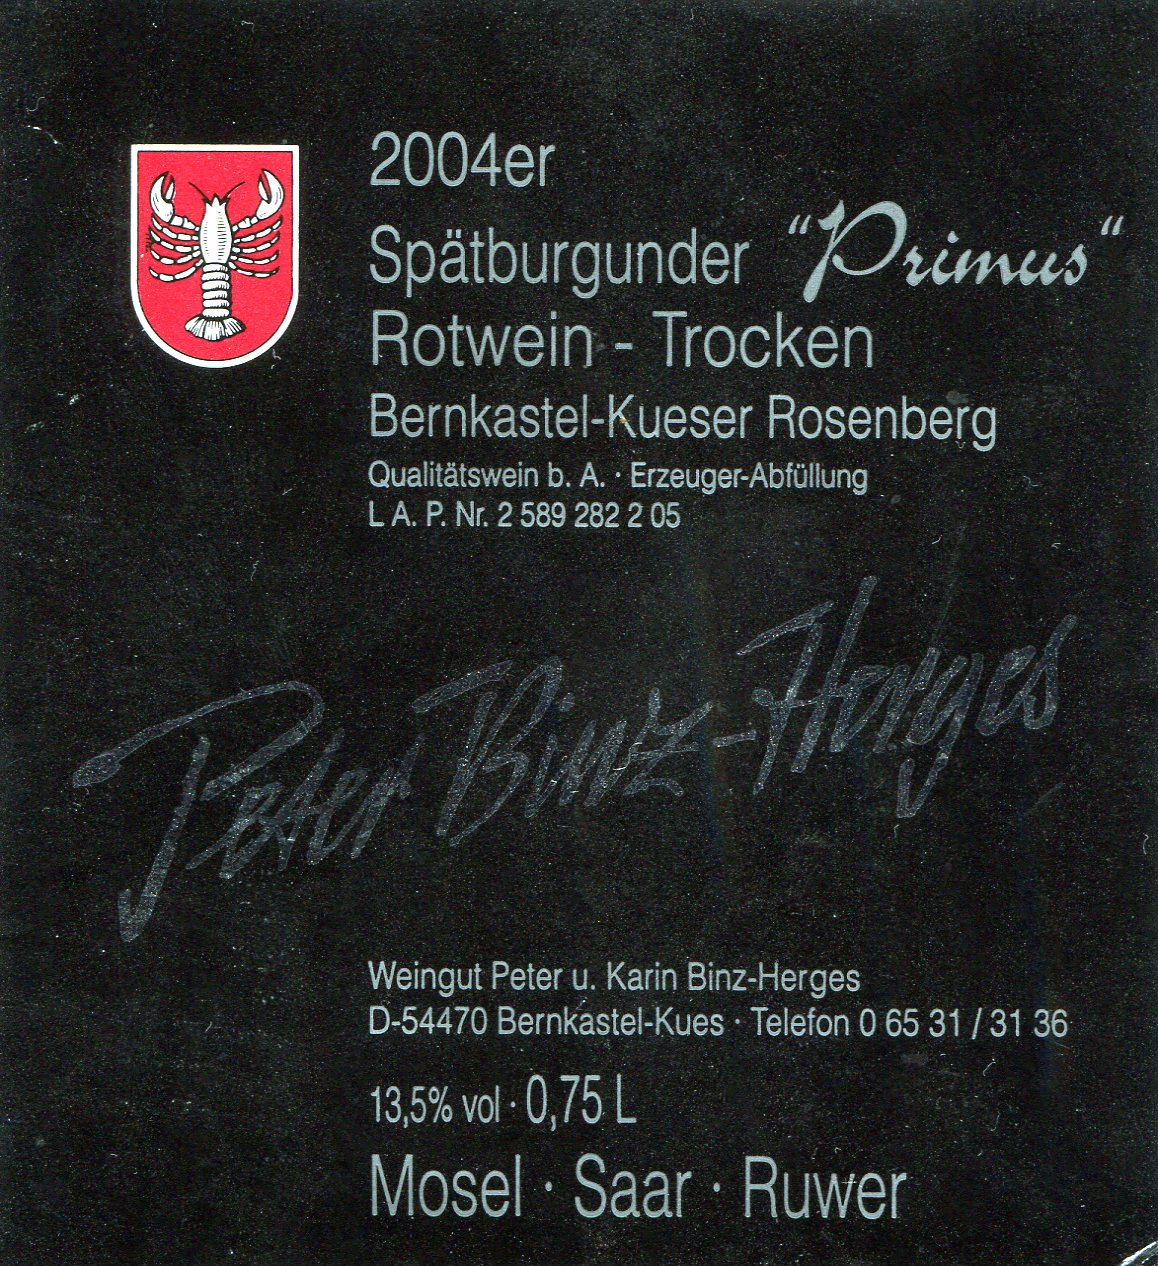 2004er
Spätburgunder "Primus"
Rotwein - Trocken
Bernkastel-Kueser Rosenberg
Qualitätswein b. A. · Erzeuger-Abfüllung
L A. P. Nr. 2 589 282 2 05
Peter Binz-Herges
Weingut Peter u. Karin Binz-Herges
D-54470 Bernkastel-Kues · Telefon 0 65 31 / 31 36
13,5% vol · 0,75 L
Mosel · Saar · Ruwer